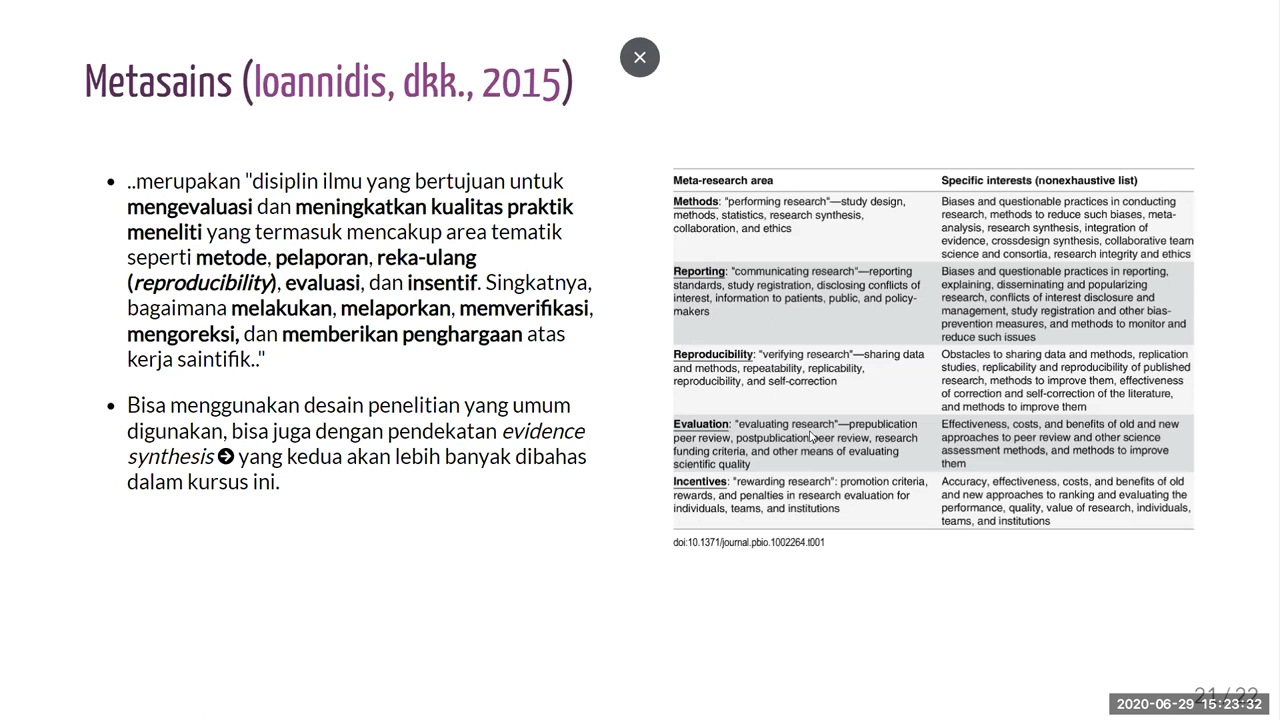 Metasains (Ioannidis, dkk., 2015)
..merupakan "disiplin ilmu yang bertujuan untuk
mengevaluasi dan meningkatkan kualitas praktik
meneliti yang termasuk mencakup area tematik
seperti metode, pelaporan, reka-ulang
(reproducibility), evaluasi, dan insentif. Singkatnya,
bagaimana melakukan, melaporkan, memverifikasi,
mengoreksi, dan memberikan penghargaan atas
kerja saintifik.."
Bisa menggunakan desain penelitian yang umum
digunakan, bisa juga dengan pendekatan evidence
synthesis yang kedua akan lebih banyak dibahas
dalam kursus ini.
Meta-research area
Specific interests (nonexhaustive list)
Methods: "performing research"—study design,
methods, statistics, research synthesis,
collaboration, and ethics
Biases and questionable practices in conducting
research, methods to reduce such biases, meta-
analysis, research synthesis, integration of
evidence, crossdesign synthesis, collaborative team
science and consortia, research integrity and ethics
Reporting: "communicating research"—reporting
standards, study registration, disclosing conflicts of
interest, information to patients, public, and policy-
makers
Biases and questionable practices in reporting,
explaining, disseminating and popularizing
research, conflicts of interest disclosure and
management, study registration and other bias-
prevention measures, and methods to monitor and
reduce such issues
Reproducibility: "verifying research"—sharing data
and methods, repeatability, replicability,
reproducibility, and self-correction
Obstacles to sharing data and methods, replication
studies, replicability and reproducibility of published
research, methods to improve them, effectiveness
of correction and self-correction of the literature,
and methods to improve them
Evaluation: "evaluating research"—prepublication
peer review, postpublication peer review, research
funding criteria, and other means of evaluating
scientific quality
Effectiveness, costs, and benefits of old and new
approaches to peer review and other science
assessment methods, and methods to improve
them
Incentives: "rewarding research": promotion criteria,
rewards, and penalties in research evaluation for
individuals, teams, and institutions
Accuracy, effectiveness, costs, and benefits of old
and new approaches to ranking and evaluating the
performance, quality, value of research, individuals,
teams, and institutions
doi:10.1371/journal.pbio.1002264.t001
21 / 22
2020-06-29 15:23:32